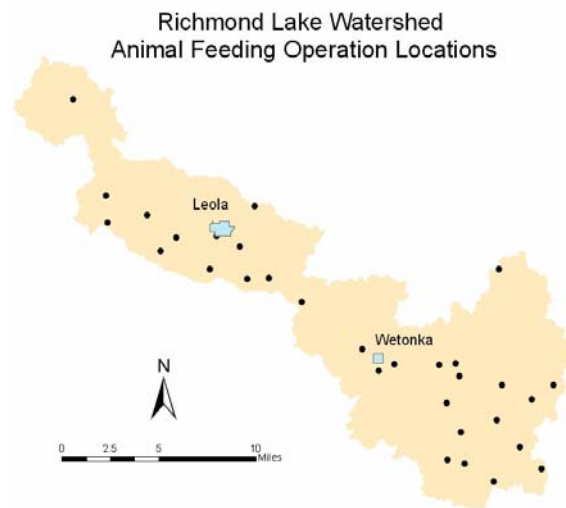 Richmond Lake Watershed
Animal Feeding Operation Locations
Leola
Wetonka
N
0 2.5 5 10
Miles